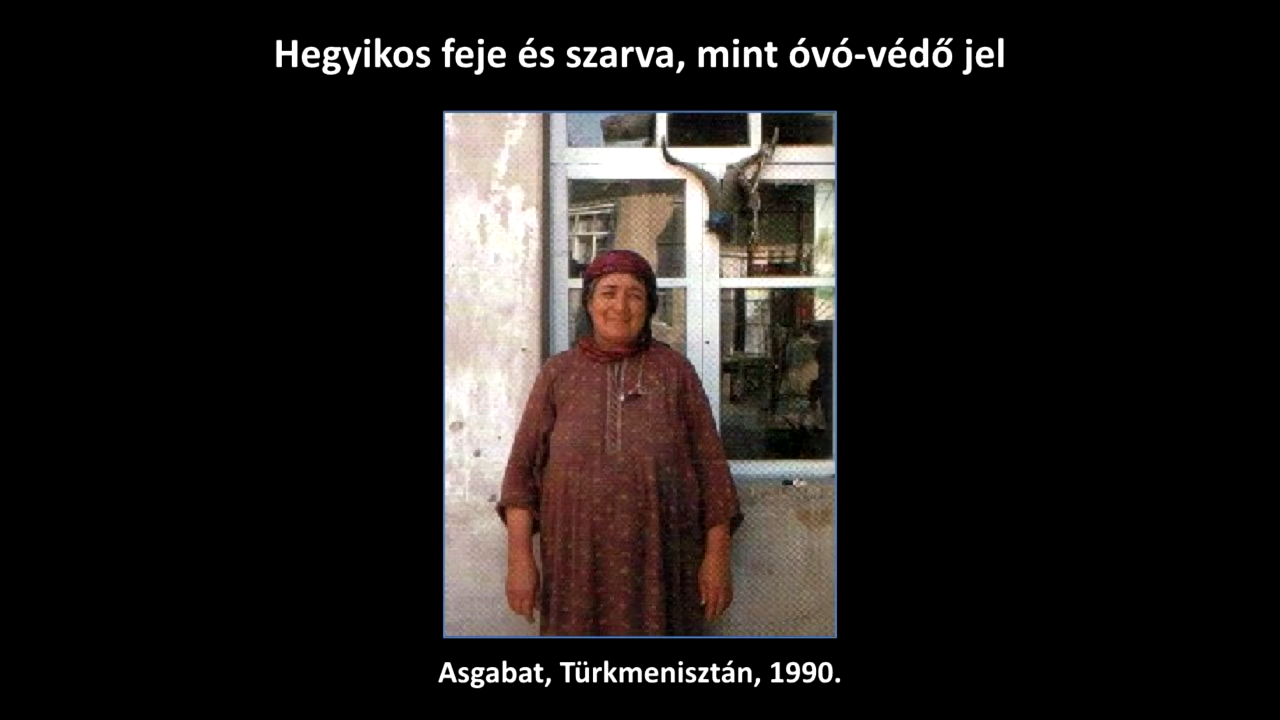 Hegyikos feje és szarva, mint óvó-védő jel
Asgabat, Türkmenisztán, 1990.